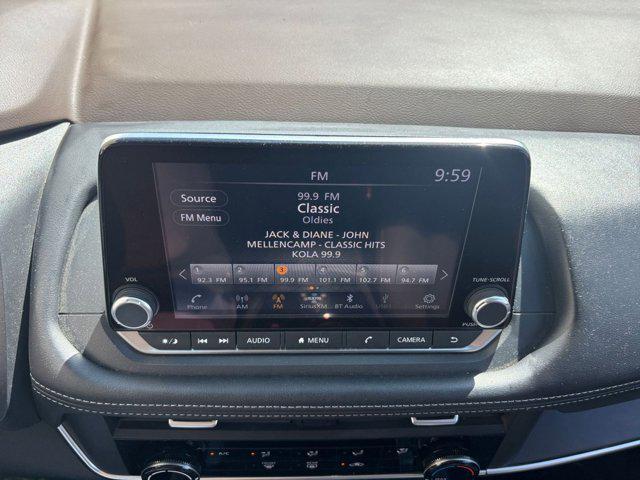 FM
9:59
Source
99.9 FM
FM Menu
Classic
Oldies
JACK & DIANE - JOHN
MELLENCAMP - CLASSIC HITS
KOLA 99.9
1 2 3 4 5 6
92.3 FM 95.1 FM 99.9 FM 101.1 FM 102.7 FM 94.7 FM
VOL
TUNE·SCROLL
Phone AM FM SiriusXM BT Audio Settings
PUSH
AUDIO MENU CAMERA
A/C